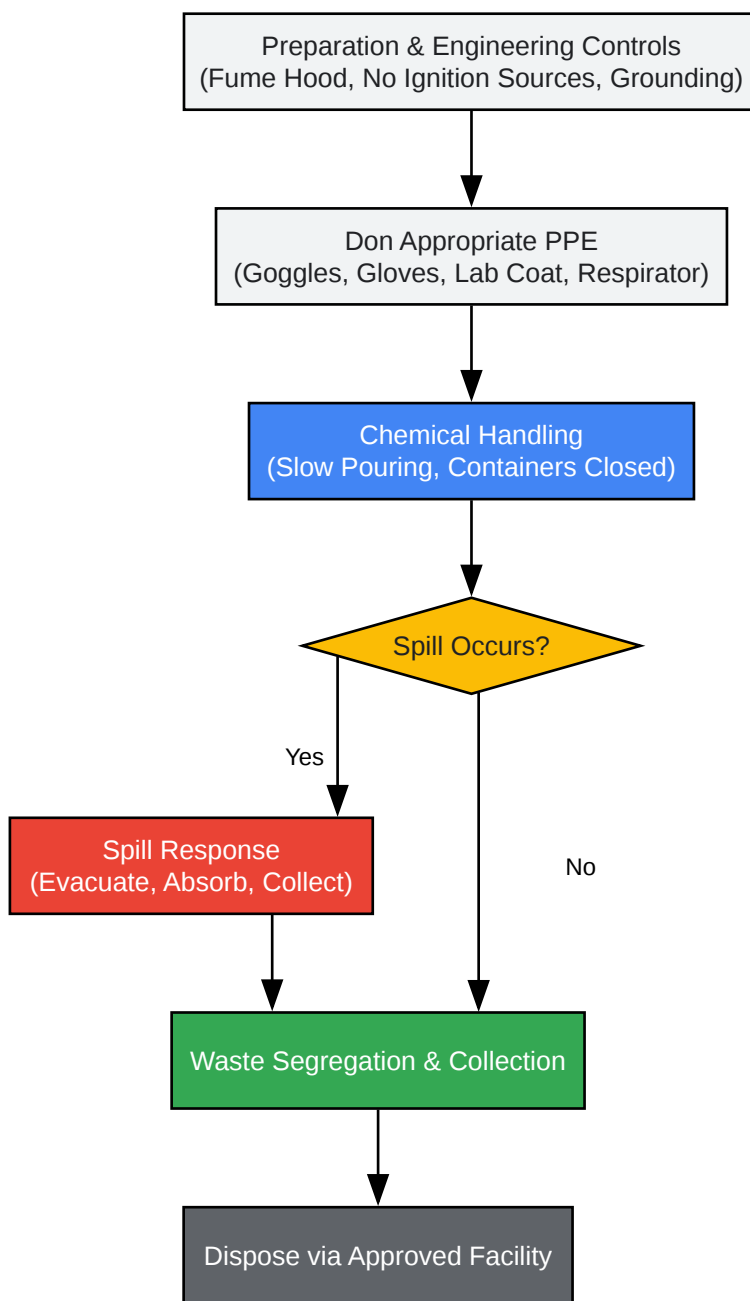 Preparation & Engineering Controls
(Fume Hood, No Ignition Sources, Grounding)
Don Appropriate PPE
(Goggles, Gloves, Lab Coat, Respirator)
Chemical Handling
(Slow Pouring, Containers Closed)
Spill Occurs?
Yes
Spill Response
(Evacuate, Absorb, Collect)
No
Waste Segregation & Collection
Dispose via Approved Facility